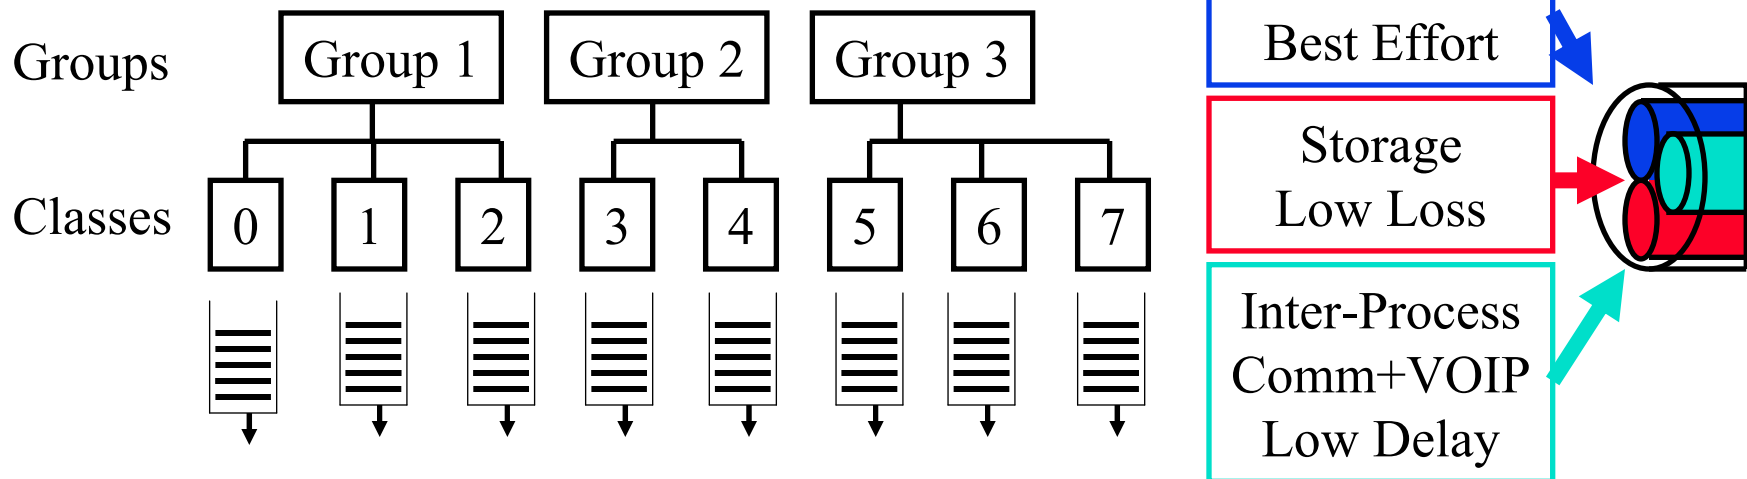 Groups
Group 1
Group 2
Group 3
Classes
0
1
2
3
4
5
6
7
Best Effort
Storage
Low Loss
Inter-Process
Comm+VOIP
Low Delay